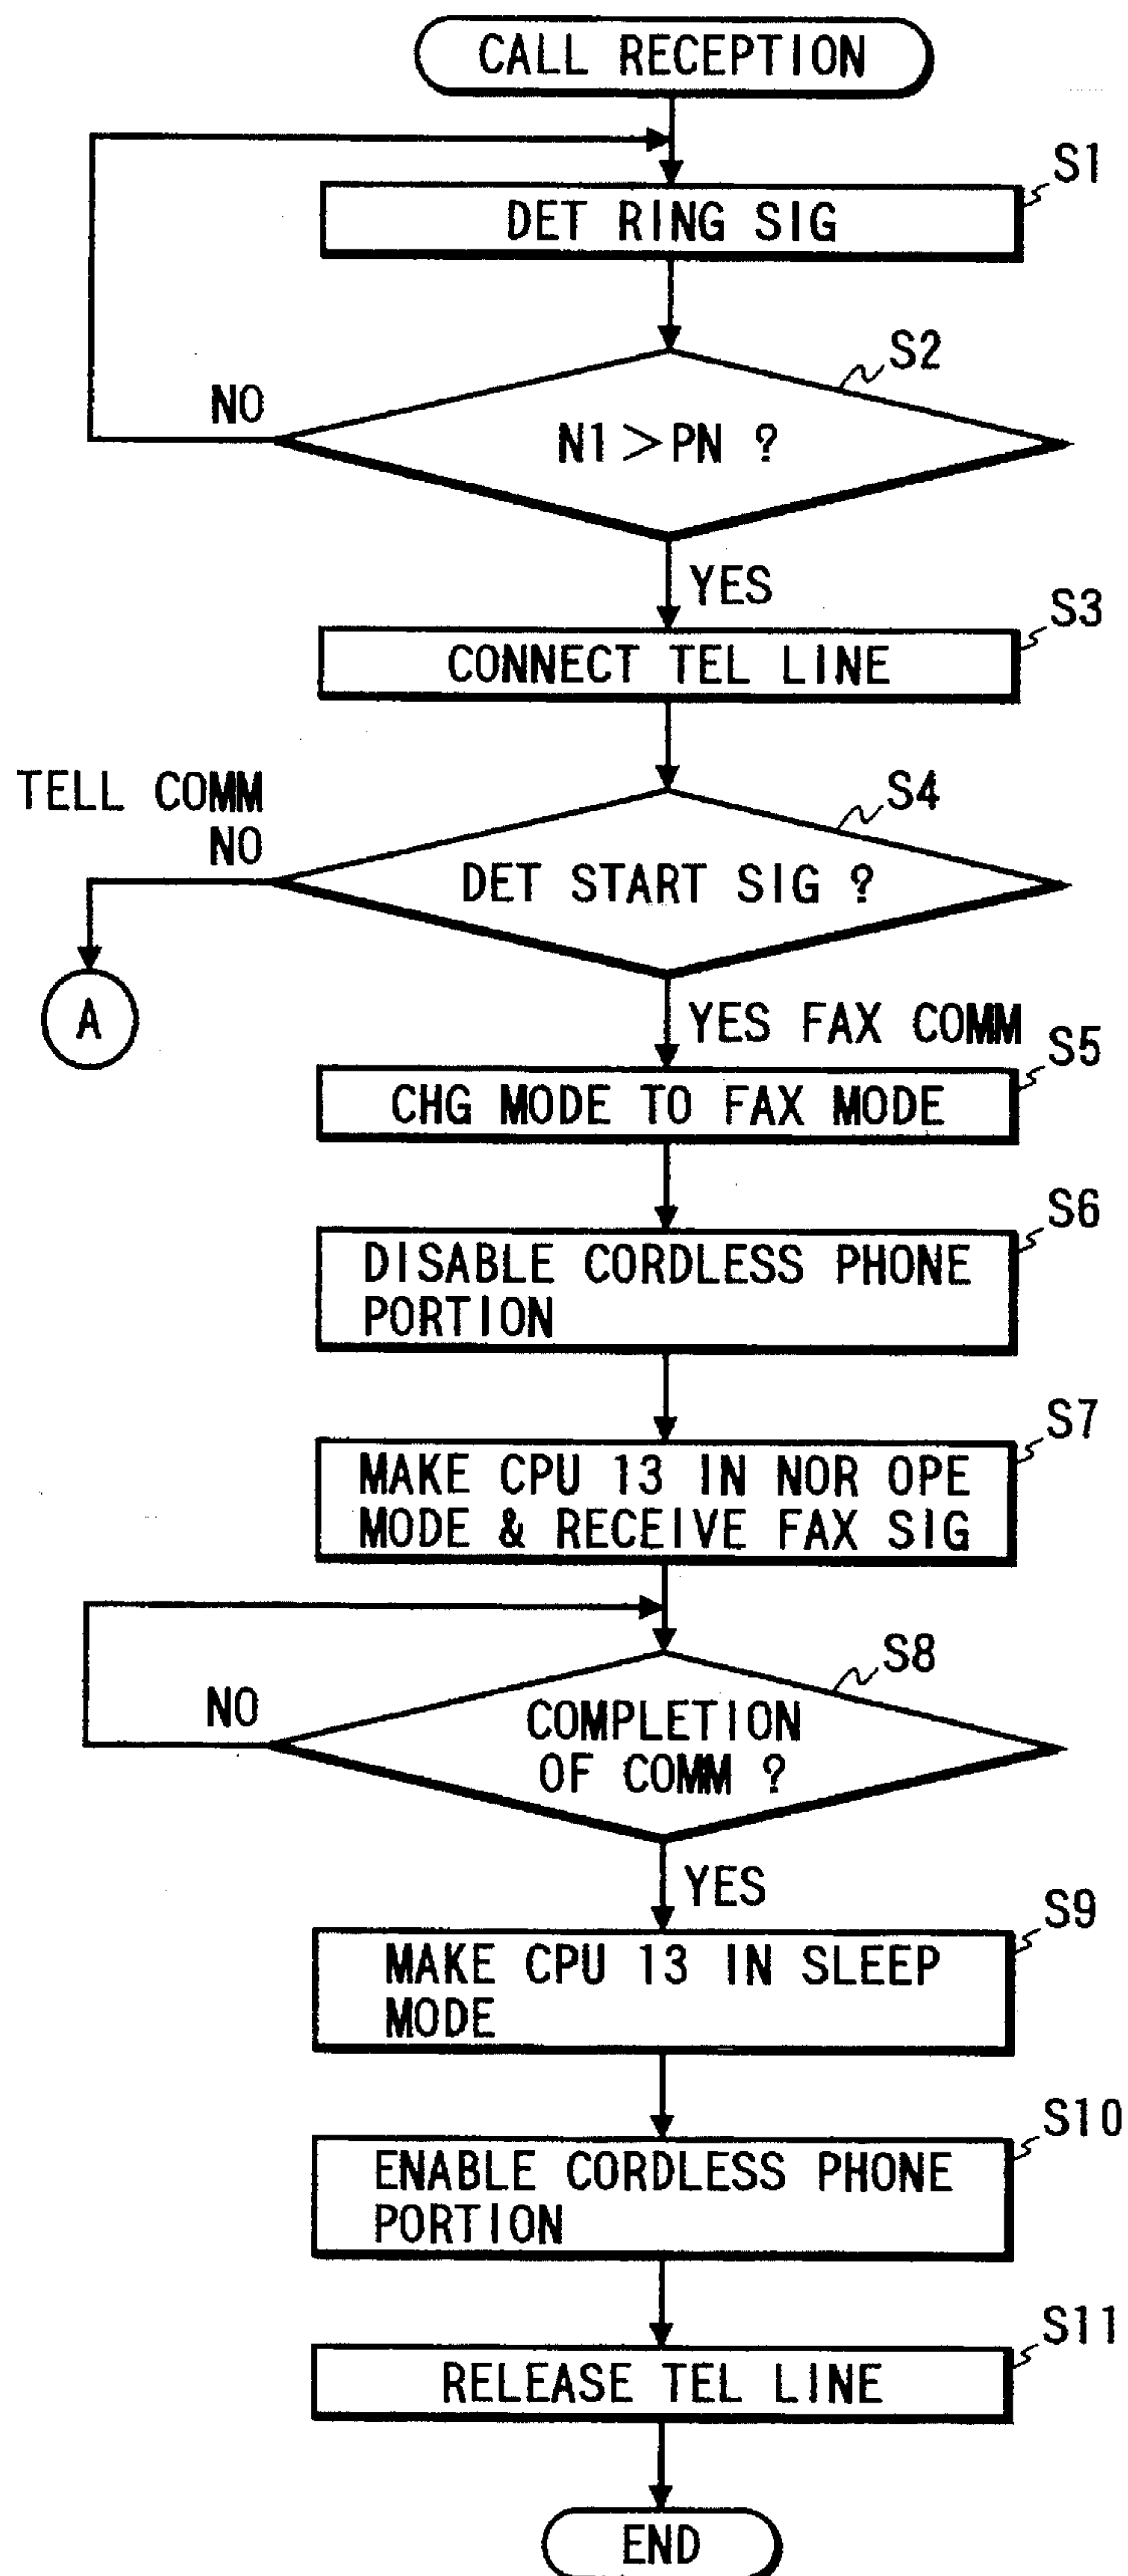 CALL RECEPTION
S1
DET RING SIG
S2
NO
N1>PN ?
YES
S3
CONNECT TEL LINE
TELL COMM
NO
S4
DET START SIG ?
A
YES FAX COMM
S5
CHG MODE TO FAX MODE
S6
DISABLE CORDLESS PHONE
PORTION
S7
MAKE CPU 13 IN NOR OPE
MODE & RECEIVE FAX SIG
S8
NO
COMPLETION
OF COMM ?
YES
S9
MAKE CPU 13 IN SLEEP
MODE
S10
ENABLE CORDLESS PHONE
PORTION
S11
RELEASE TEL LINE
END